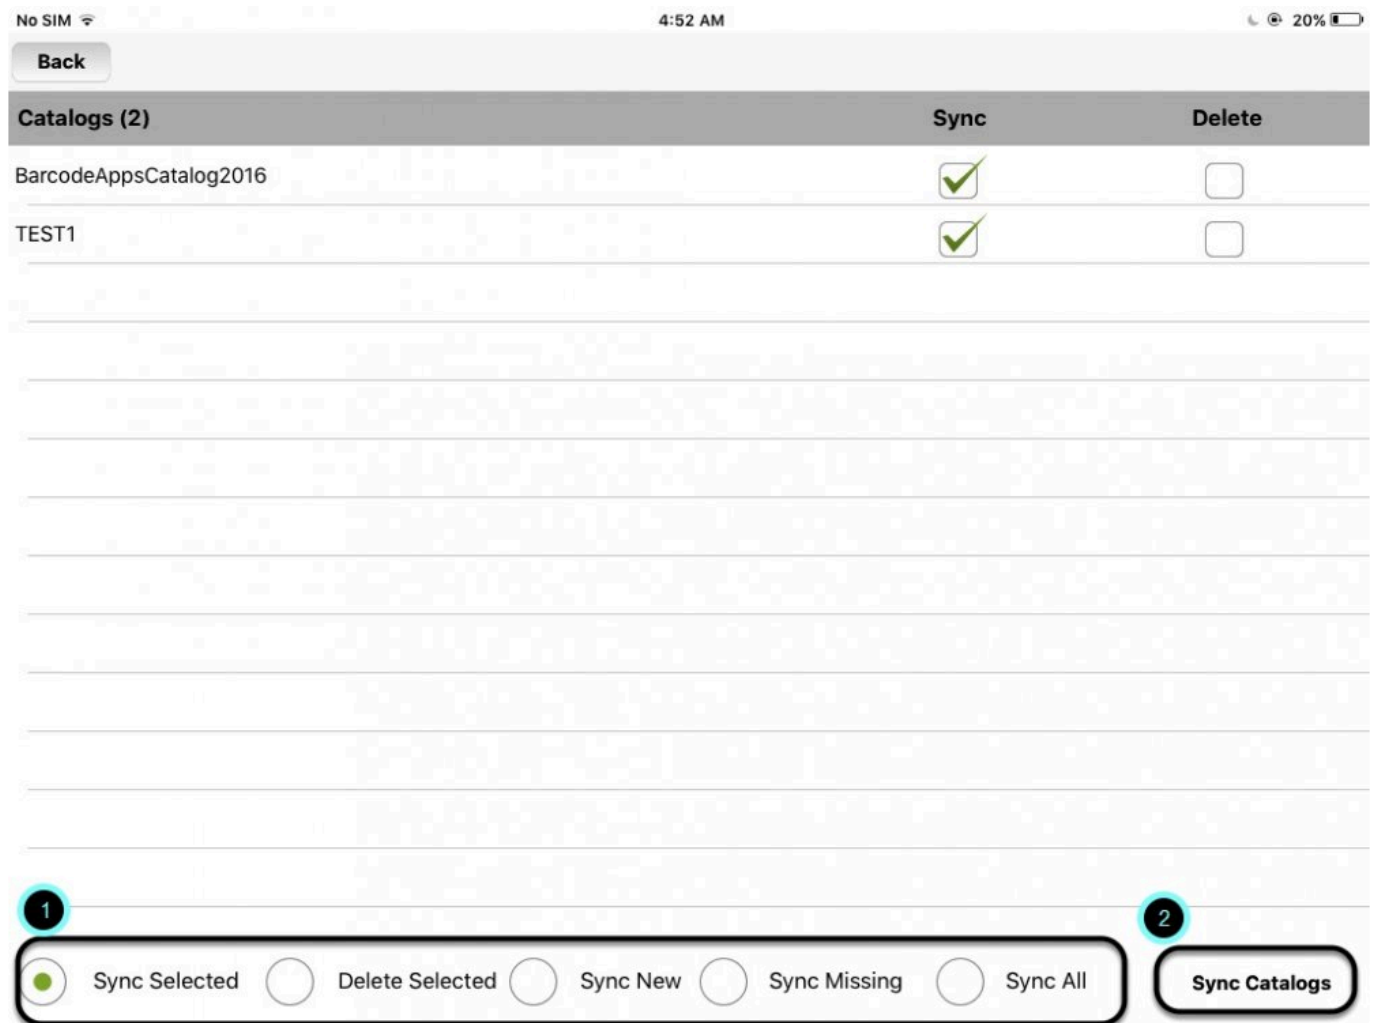 No SIM 4:52 AM 20%
Back
Catalogs (2) Sync Delete
BarcodeAppsCatalog2016
TEST1
1
2
Sync Selected Delete Selected Sync New Sync Missing Sync All Sync Catalogs